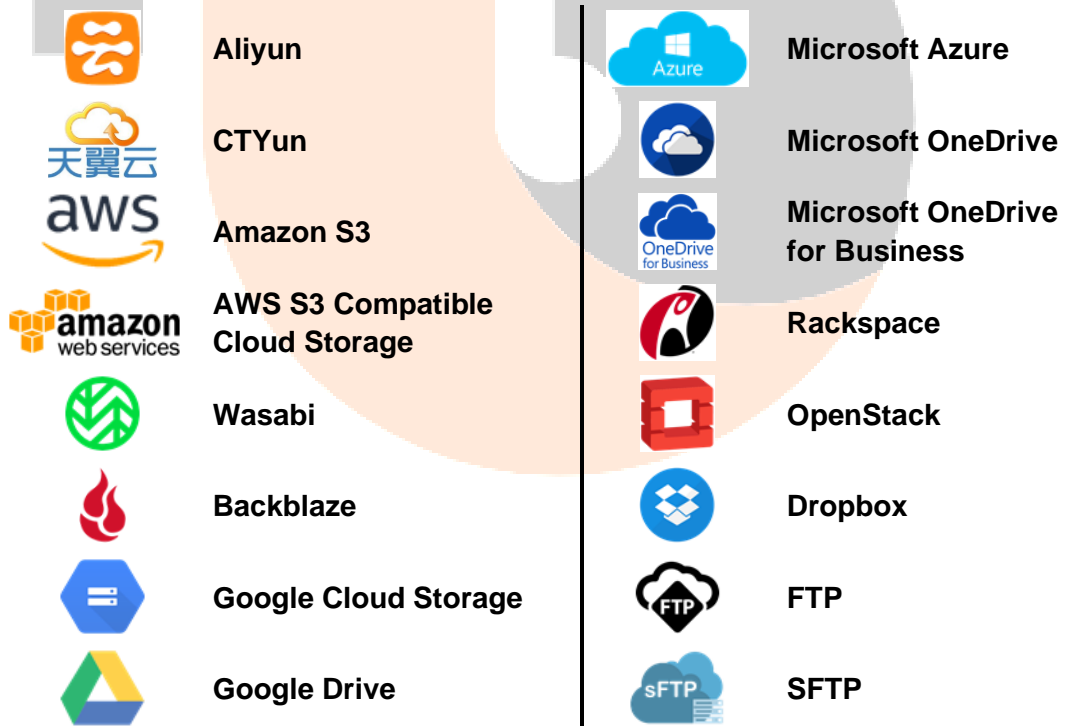 Aliyun
CTYun
天翼云
aws
Amazon S3
amazon
web services
AWS S3 Compatible
Cloud Storage
Wasabi
Backblaze
Google Cloud Storage
Google Drive
Azure
Microsoft Azure
Microsoft OneDrive
OneDrive
for Business
Microsoft OneDrive
for Business
Rackspace
OpenStack
Dropbox
FTP
FTP
sFTP
SFTP